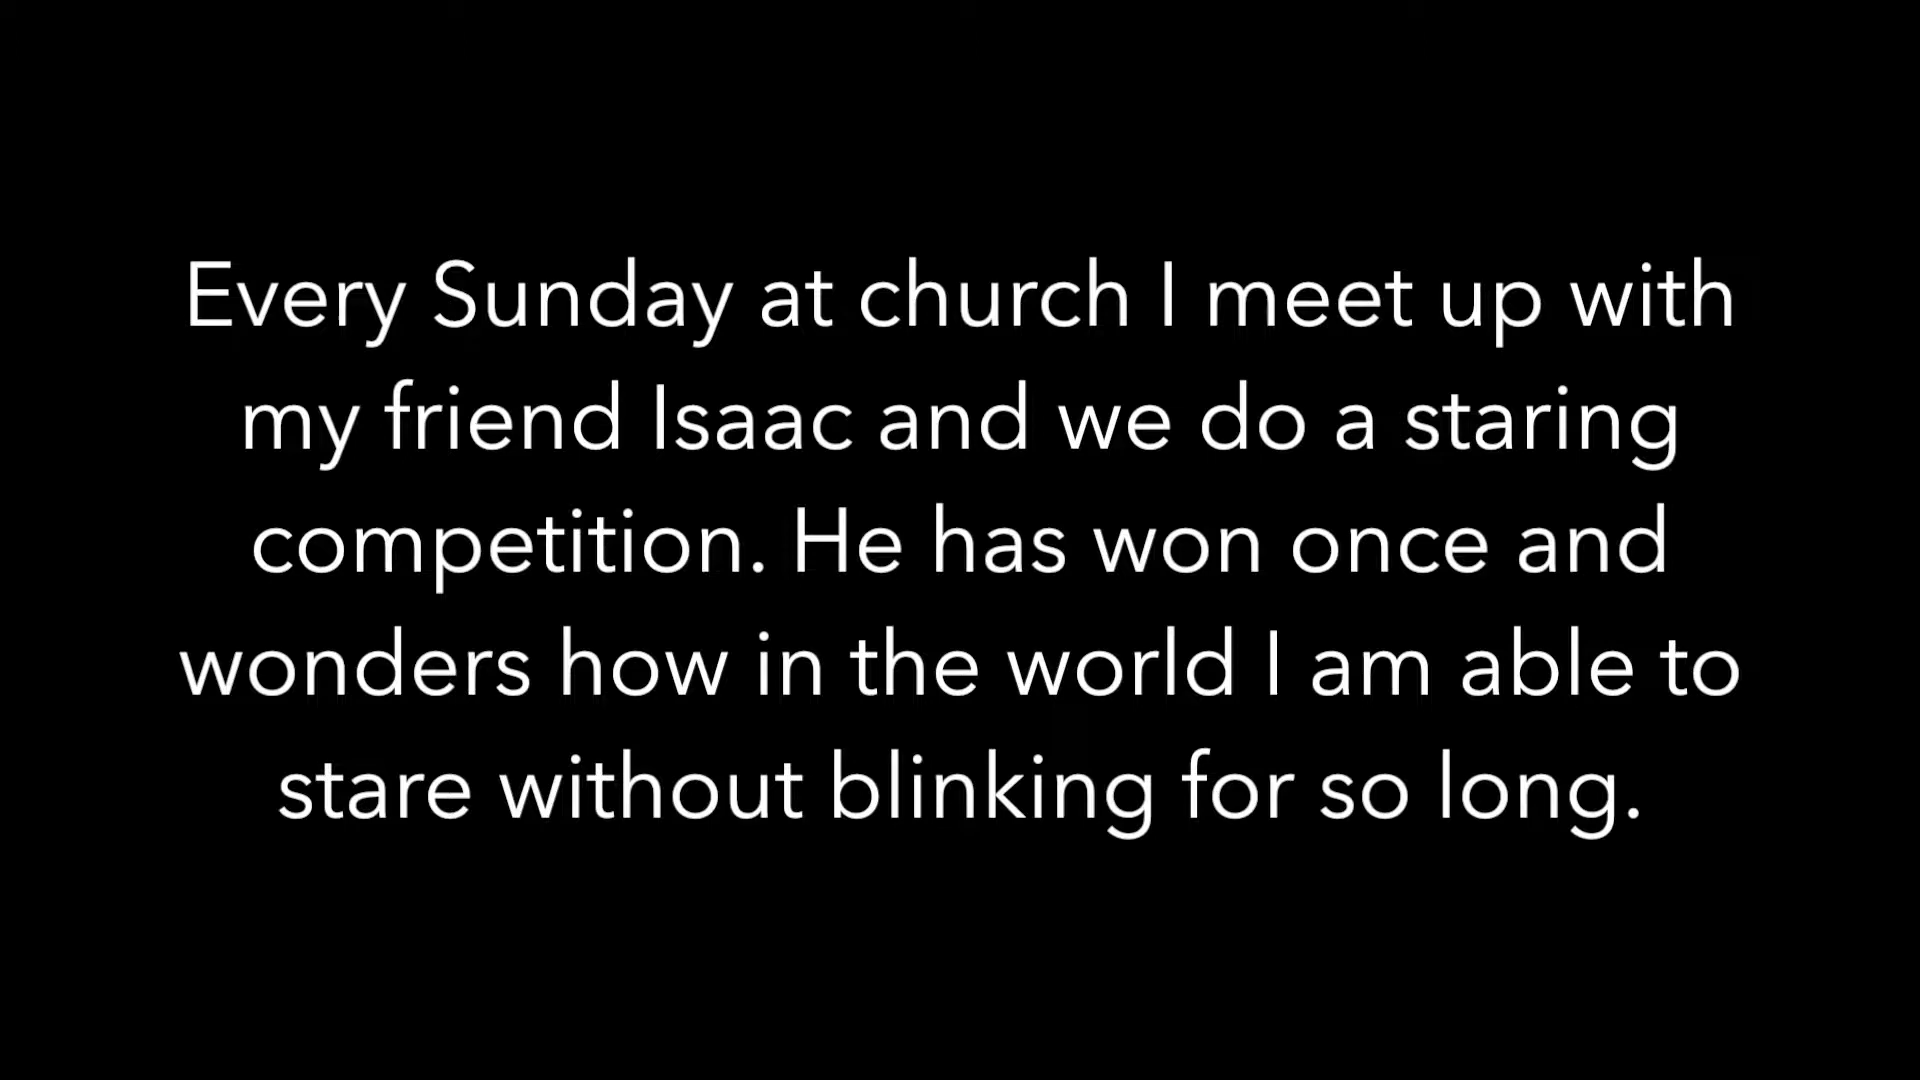 Every Sunday at church I meet up with
my friend Isaac and we do a staring
competition. He has won once and
wonders how in the world I am able to
stare without blinking for so long.